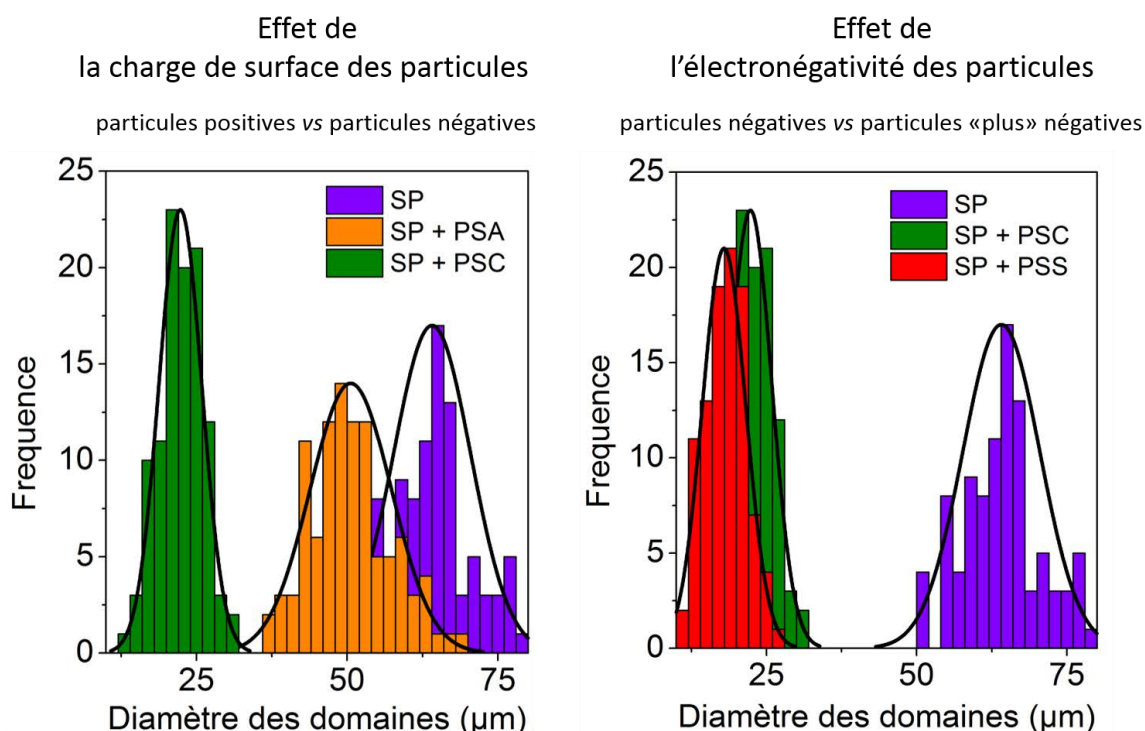 Effet de
la charge de surface des particules
particules positives vs particules négatives
25
20
15
10
5
0
Frequence
SP
SP + PSA
SP + PSC
25
50
75
Diamètre des domaines (µm)
Effet de
l’électronégativité des particules
particules négatives vs particules «plus» négatives
25
20
15
10
5
0
Frequence
SP
SP + PSC
SP + PSS
25
50
75
Diamètre des domaines (µm)